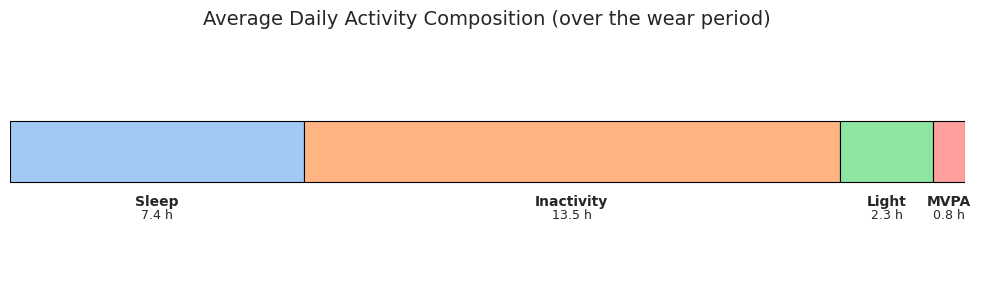 Average Daily Activity Composition (over the wear period)
Sleep
7.4 h
Inactivity
13.5 h
Light
2.3 h
MVPA
0.8 h